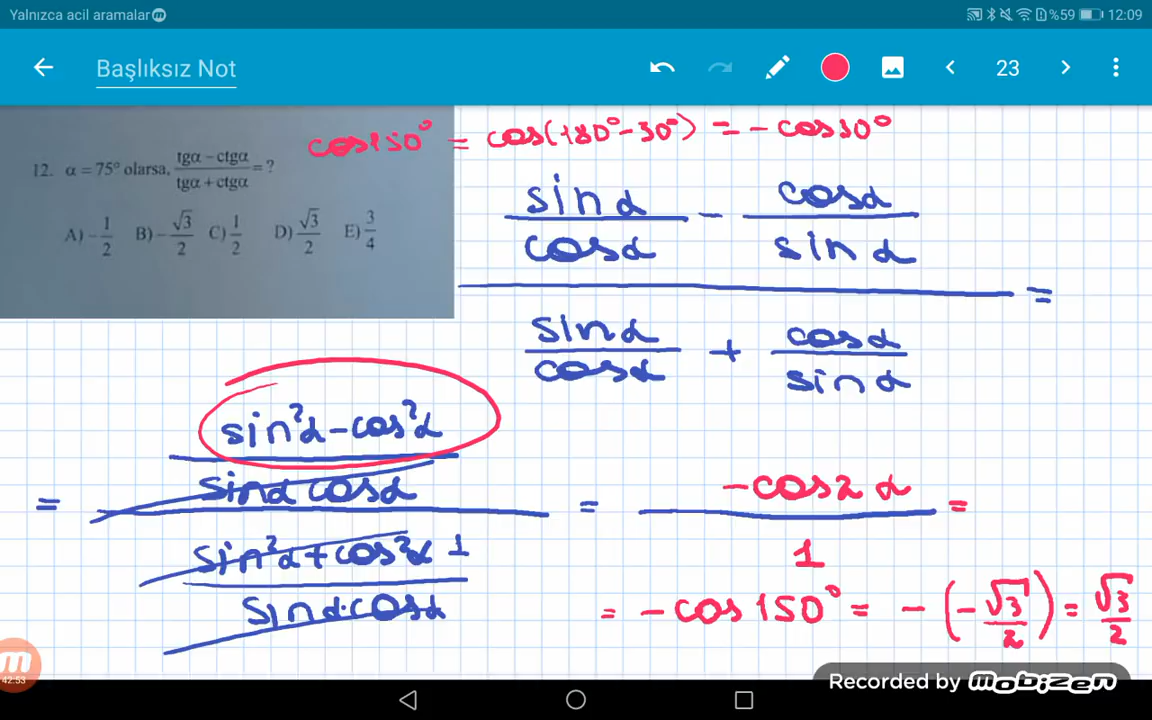 Yalnızca acil aramalar
%59 12:09
Başlıksız Not
23
cos150° = cos(180°-30°) = -cos30°
12. α = 75° olarsa, (tgα − ctgα)/(tgα + ctgα) = ?
A) -1/2 B) -√3/2 C) 1/2 D) √3/2 E) 3/4
sinα/cosα - cosα/sinα
=
sinα/cosα + cosα/sinα
sin²α-cos²α
sinα cosα
= = -cos2α / 1 =
sin²α+cos²α 1
sinα·cosα
= -cos150° = -(-√3/2) = √3/2
42:53
Recorded by mobizen